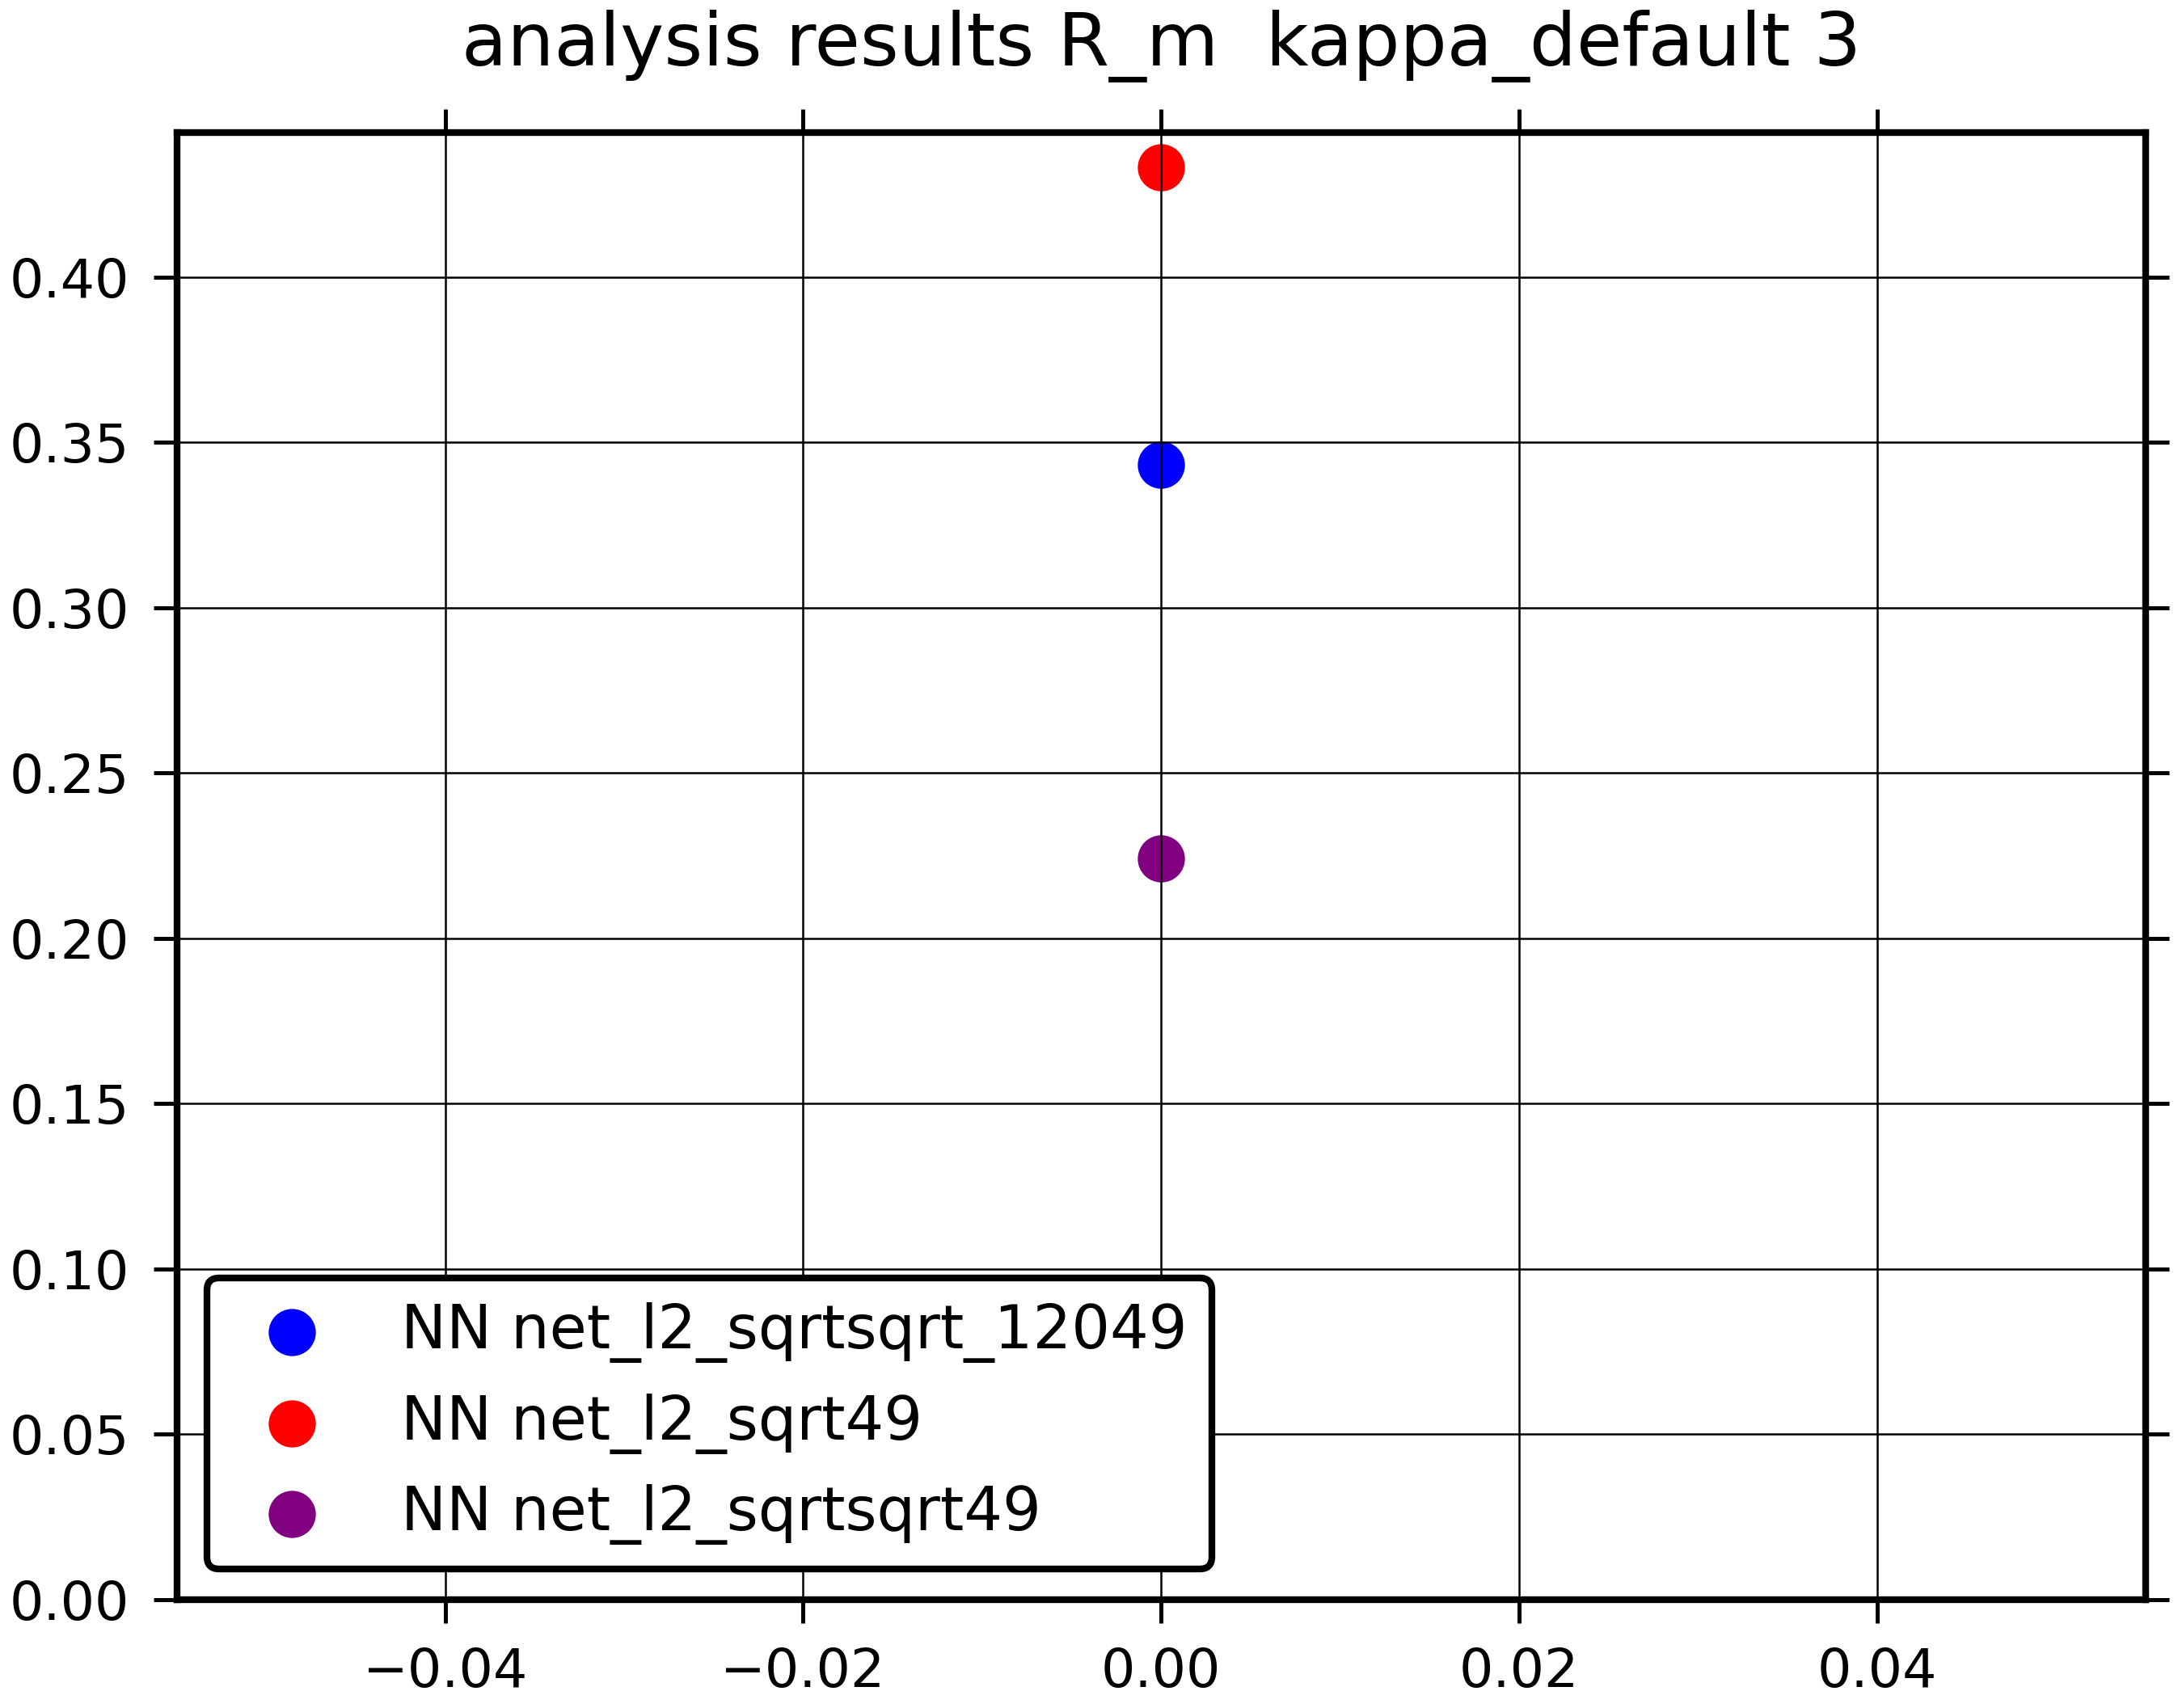 analysis results R_m  kappa_default 3
0.40
0.35
0.30
0.25
0.20
0.15
0.10
0.05
0.00
NN net_l2_sqrtsqrt_12049
NN net_l2_sqrt49
NN net_l2_sqrtsqrt49
−0.04 −0.02 0.00 0.02 0.04